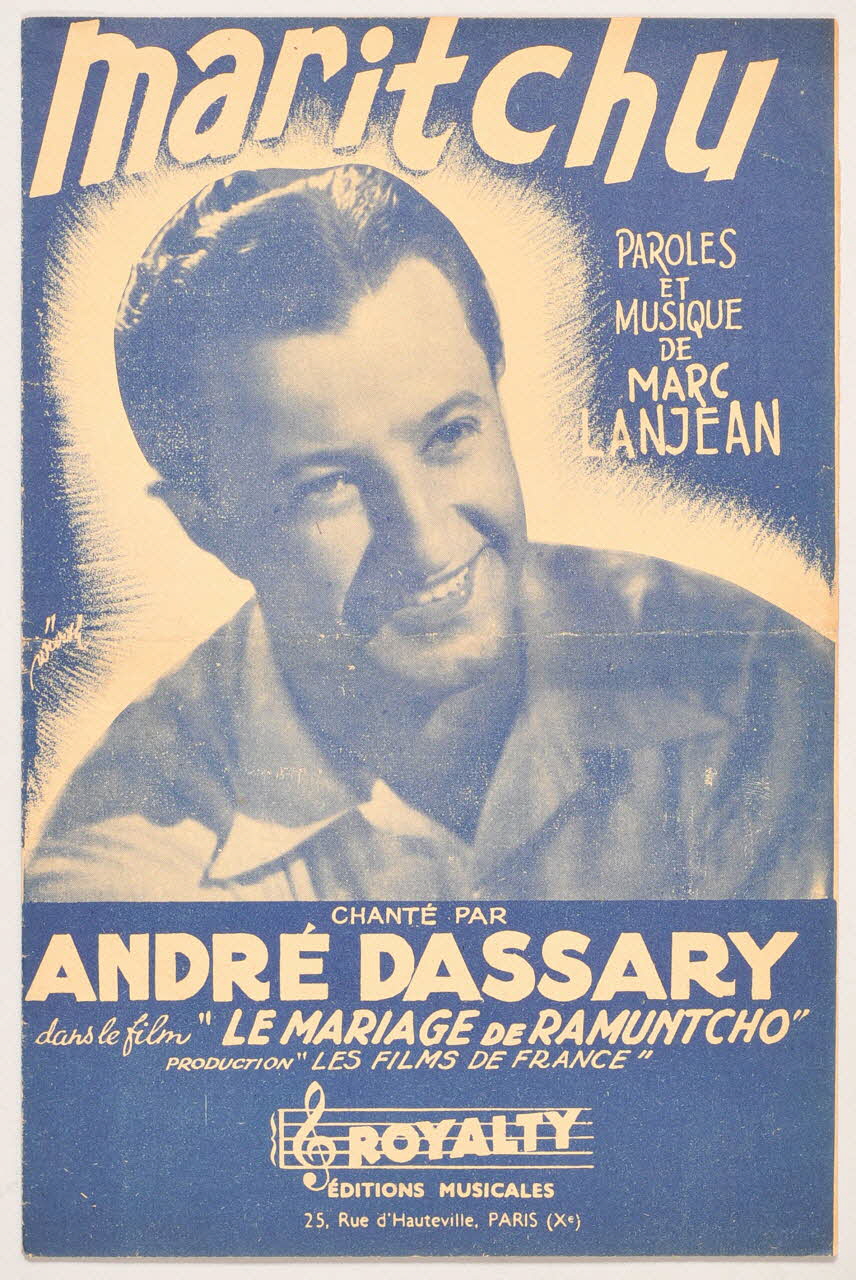 maritchu
PAROLES
ET
MUSIQUE
DE
MARC
LANJEAN
CHANTÉ PAR
ANDRÉ DASSARY
dans le film "LE MARIAGE DE RAMUNTCHO"
PRODUCTION "LES FILMS DE FRANCE"
ROYALTY
ÉDITIONS MUSICALES
25, Rue d'Hauteville, PARIS (Xe)